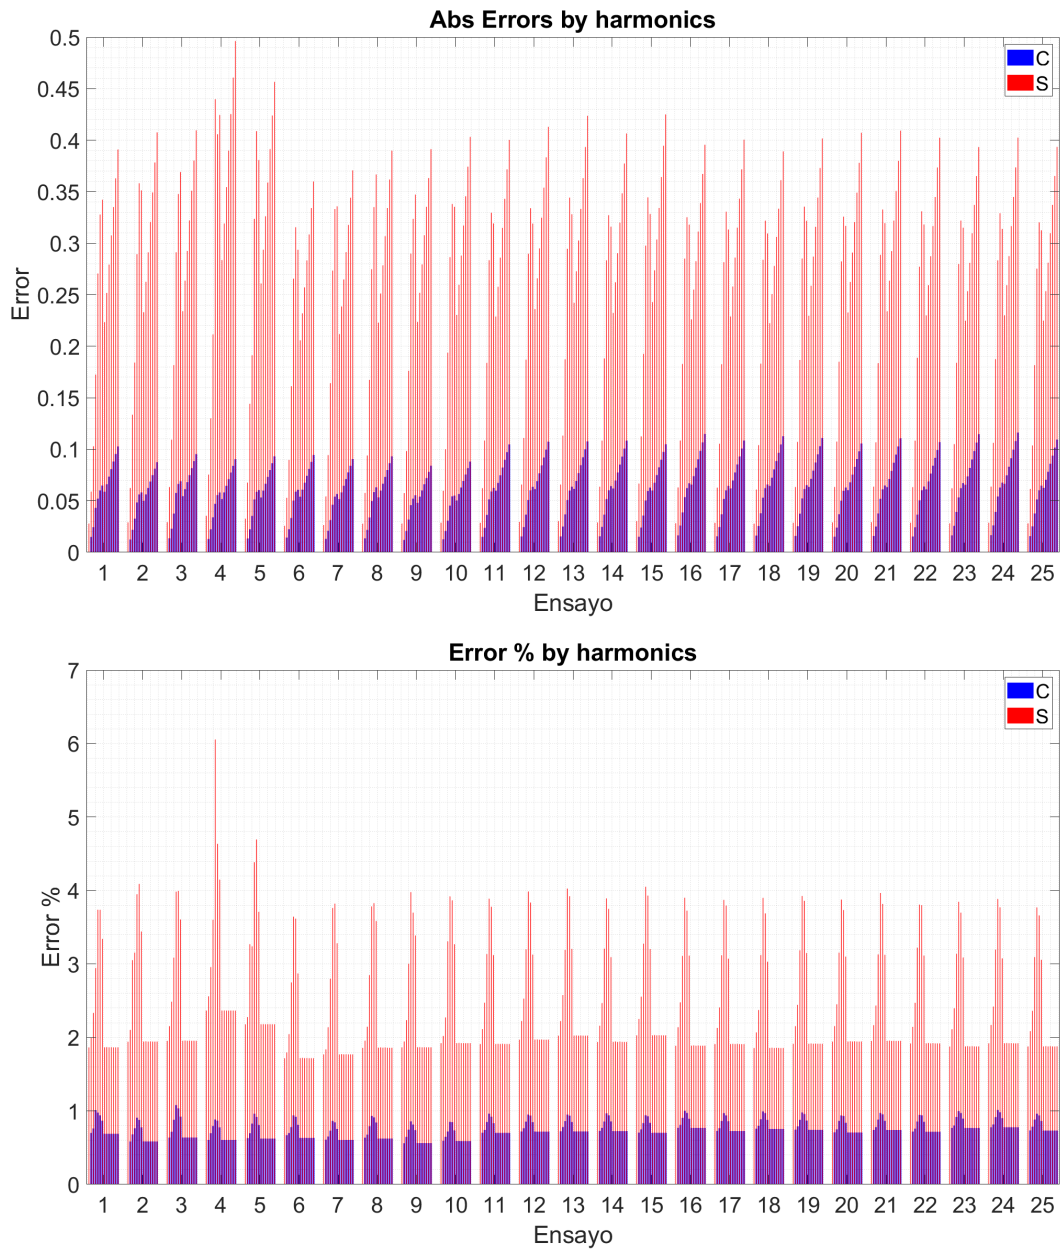 Abs Errors by harmonics
0.5
0.45
0.4
0.35
0.3
0.25
0.2
0.15
0.1
0.05
0
Error
C
S
1 2 3 4 5 6 7 8 9 10 11 12 13 14 15 16 17 18 19 20 21 22 23 24 25
Ensayo
Error % by harmonics
7
6
5
4
3
2
1
0
Error %
C
S
1 2 3 4 5 6 7 8 9 10 11 12 13 14 15 16 17 18 19 20 21 22 23 24 25
Ensayo